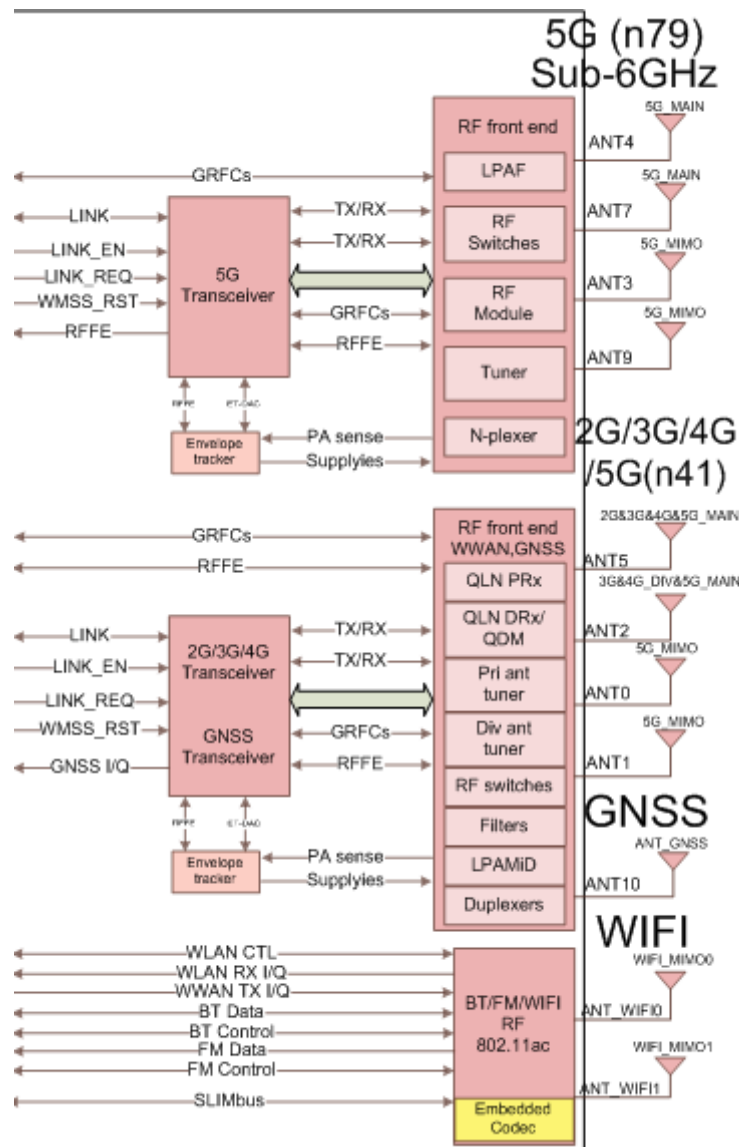 5G (n79)
Sub-6GHz
5G_MAIN
RF front end
ANT4
LPAF
GRFCs
5G_MAIN
LINK
TX/RX
ANT7
RF
Switches
TX/RX
LINK_EN
5G_MIMO
5G
Transceiver
LINK_REQ
ANT3
WMSS_RST
GRFCs
RF
Module
5G_MIMO
RFFE
RFFE
ANT9
Tuner
RFFE
ET-DAC
Envelope
tracker
PA sense
Supplyies
N-plexer
2G/3G/4G
/5G(n41)
2G&3G&4G&5G_MAIN
GRFCs
RF front end
WWAN,GNSS
ANT5
RFFE
QLN PRx
3G&4G_DIV&5G_MAIN
LINK
TX/RX
QLN DRx/
QDM
ANT2
5G_MIMO
LINK_EN
2G/3G/4G
Transceiver
TX/RX
Pri ant
tuner
ANT0
LINK_REQ
5G_MIMO
WMSS_RST
GNSS
Transceiver
GRFCs
Div ant
tuner
GNSS I/Q
RFFE
ANT1
RF switches
GNSS
RFFE
ET-DAC
Filters
ANT_GNSS
Envelope
tracker
PA sense
Supplyies
LPAMiD
ANT10
Duplexers
WIFI
WLAN CTL
WIFI_MIMO0
WLAN RX I/Q
WWAN TX I/Q
BT Data
BT/FM/WIFI
RF
802.11ac
ANT_WIFI0
BT Control
FM Data
WIFI_MIMO1
FM Control
ANT_WIFI1
SLIMbus
Embedded
Codec